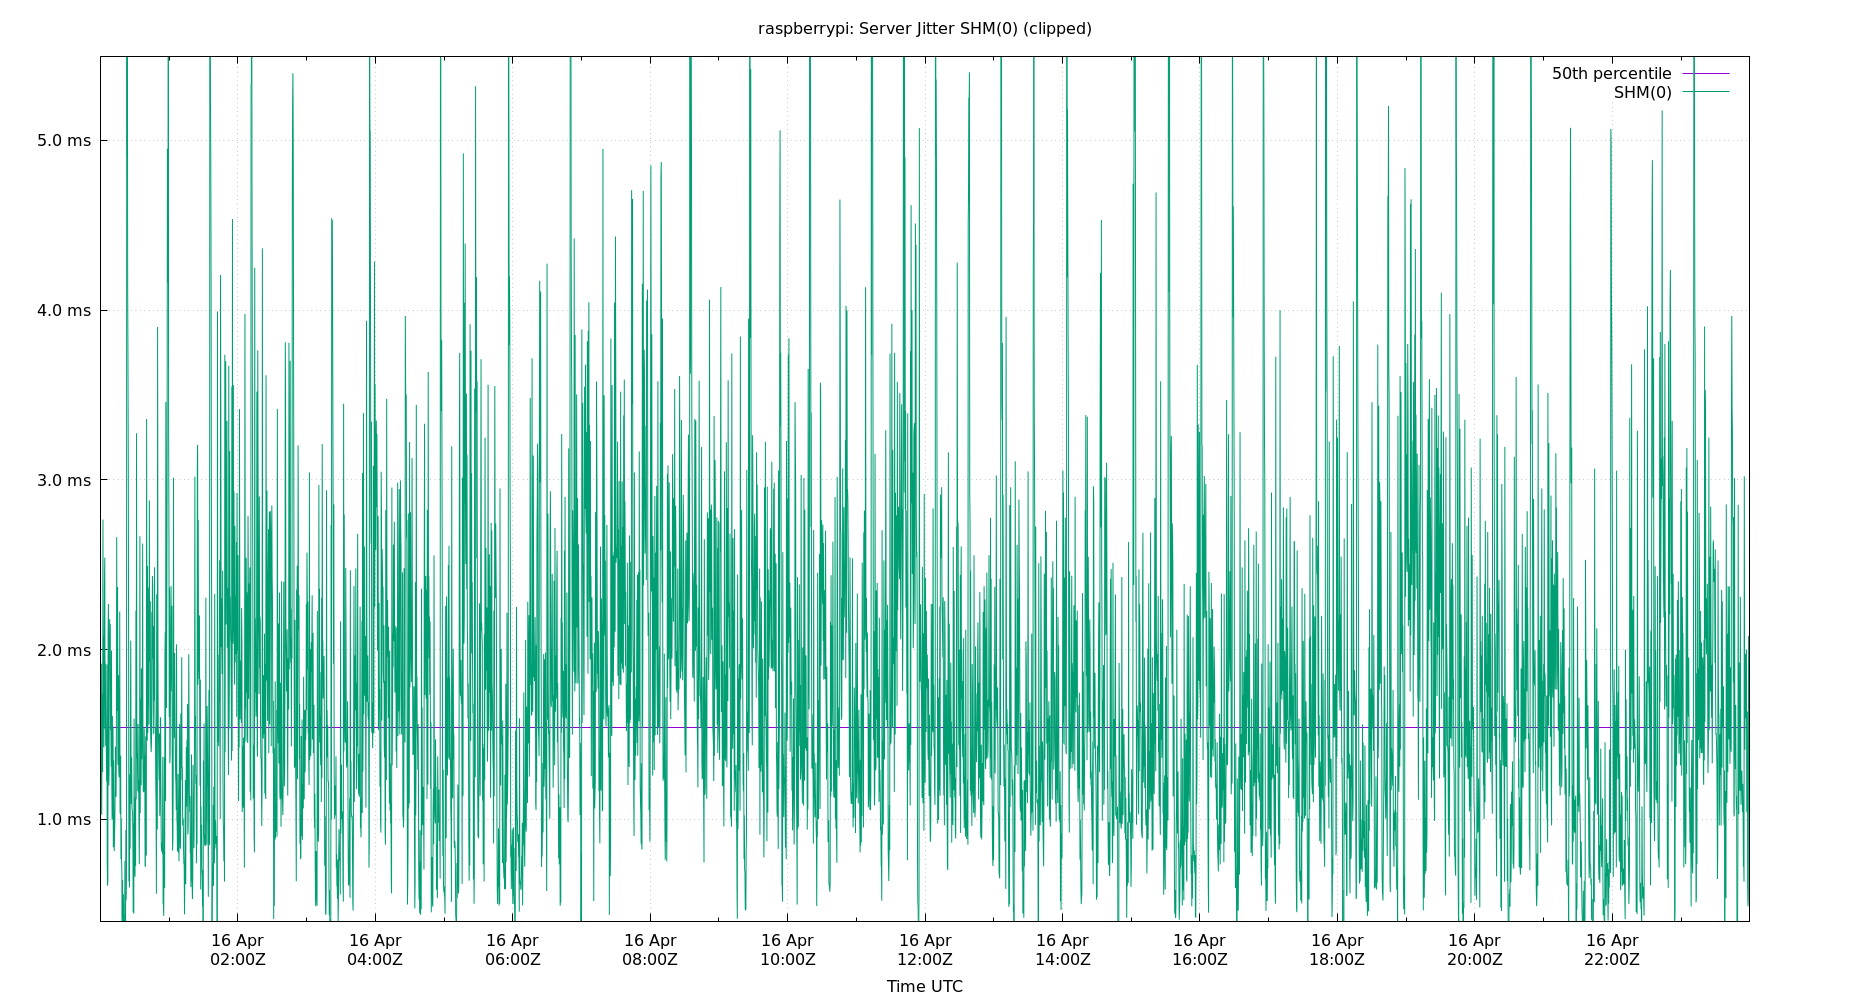 raspberrypi: Server Jitter SHM(0) (clipped)
50th percentile
SHM(0)
5.0 ms
4.0 ms
3.0 ms
2.0 ms
1.0 ms
16 Apr 16 Apr 16 Apr 16 Apr 16 Apr 16 Apr 16 Apr 16 Apr 16 Apr 16 Apr 16 Apr
02:00Z 04:00Z 06:00Z 08:00Z 10:00Z 12:00Z 14:00Z 16:00Z 18:00Z 20:00Z 22:00Z
Time UTC